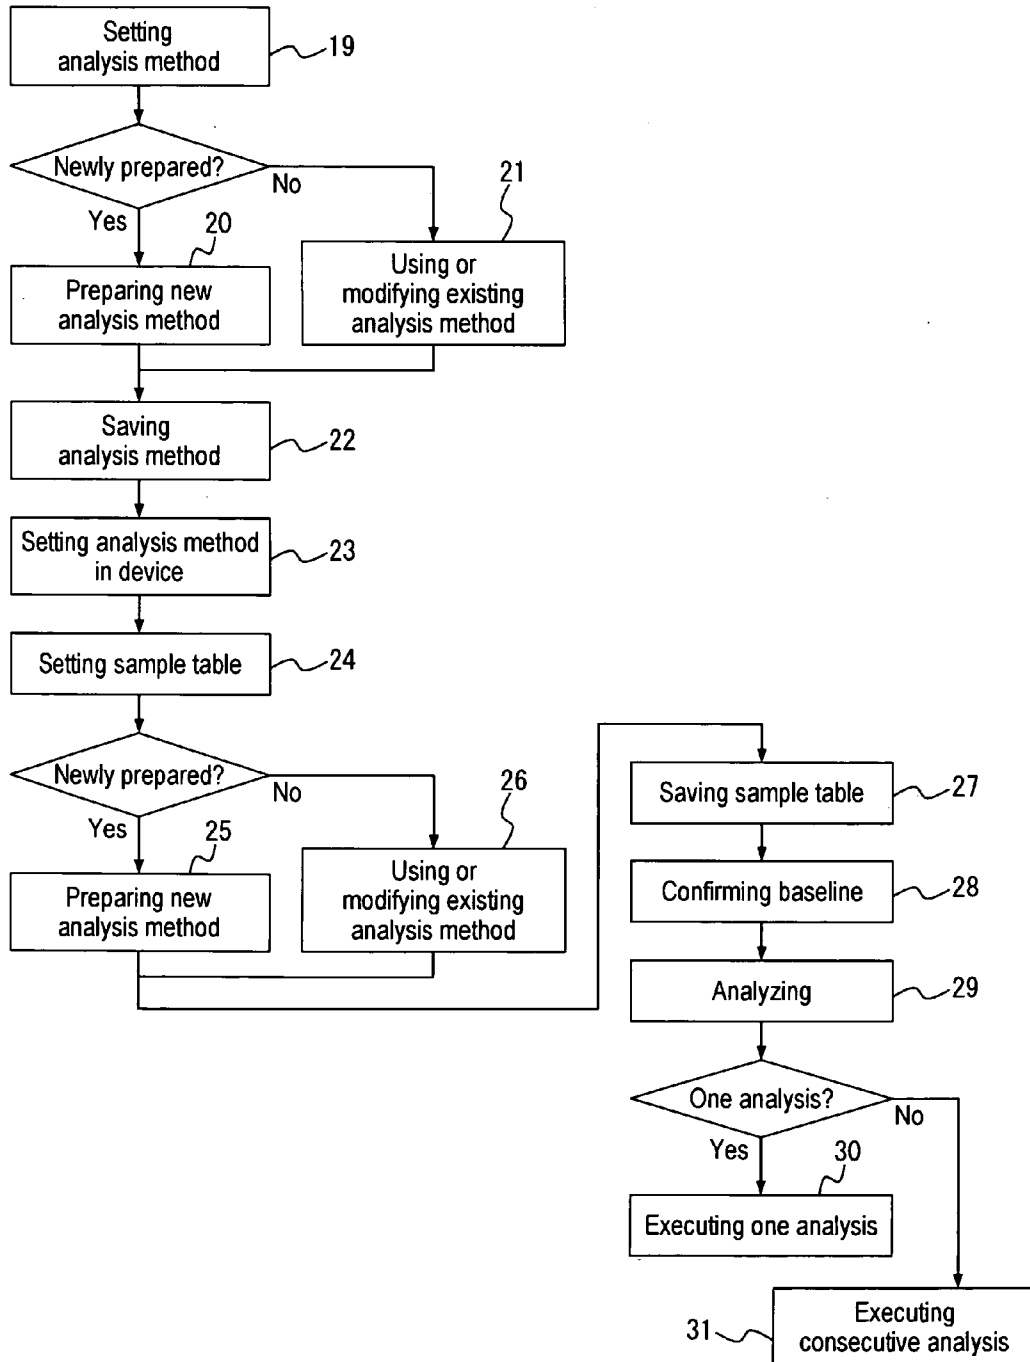 Setting
analysis method
19
Newly prepared?
No
Yes
20
21
Preparing new
analysis method
Using or
modifying existing
analysis method
Saving
analysis method
22
Setting analysis method
in device
23
Setting sample table
24
Newly prepared?
No
Yes
25
26
Preparing new
analysis method
Using or
modifying existing
analysis method
Saving sample table
27
Confirming baseline
28
Analyzing
29
One analysis?
No
Yes
30
Executing one analysis
31
Executing
consecutive analysis